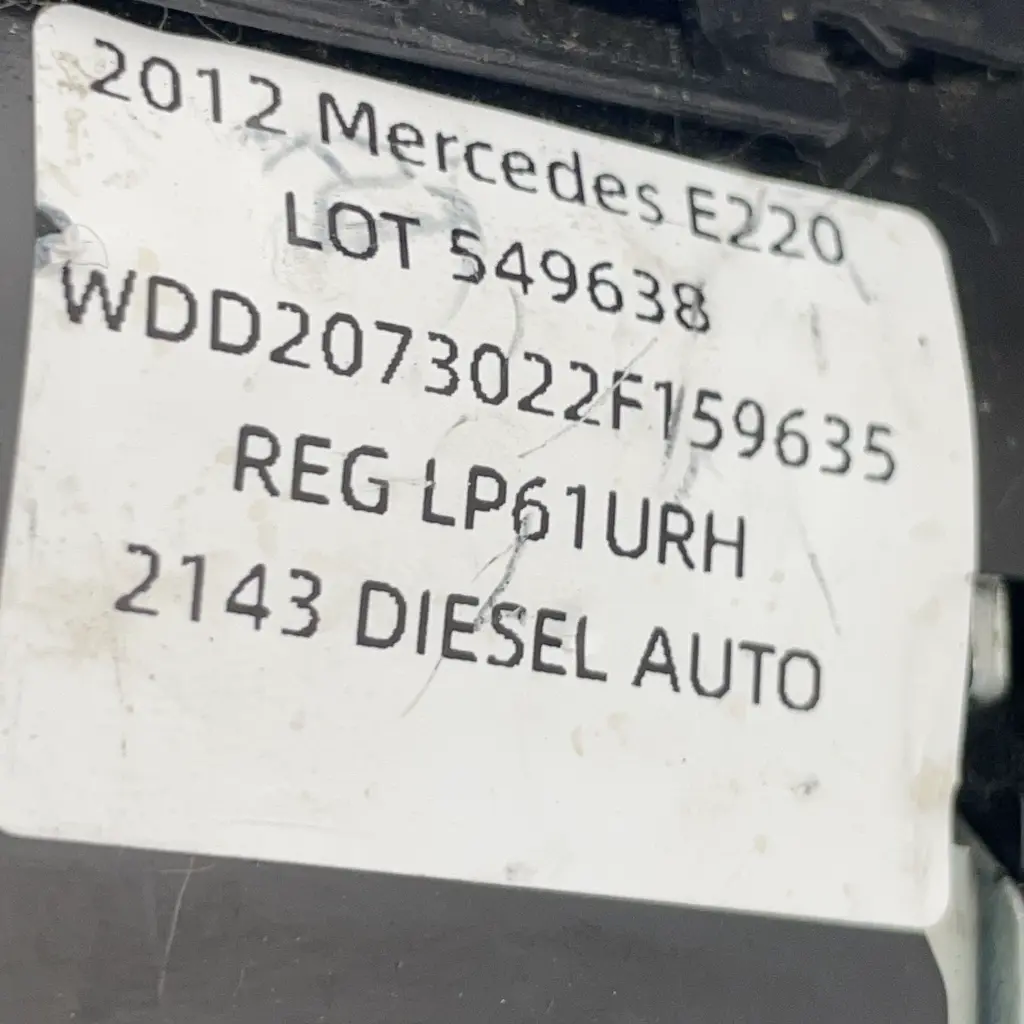 2012 Mercedes E220
LOT 549638
WDD2073022F159635
REG LP61URH
2143 DIESEL AUTO